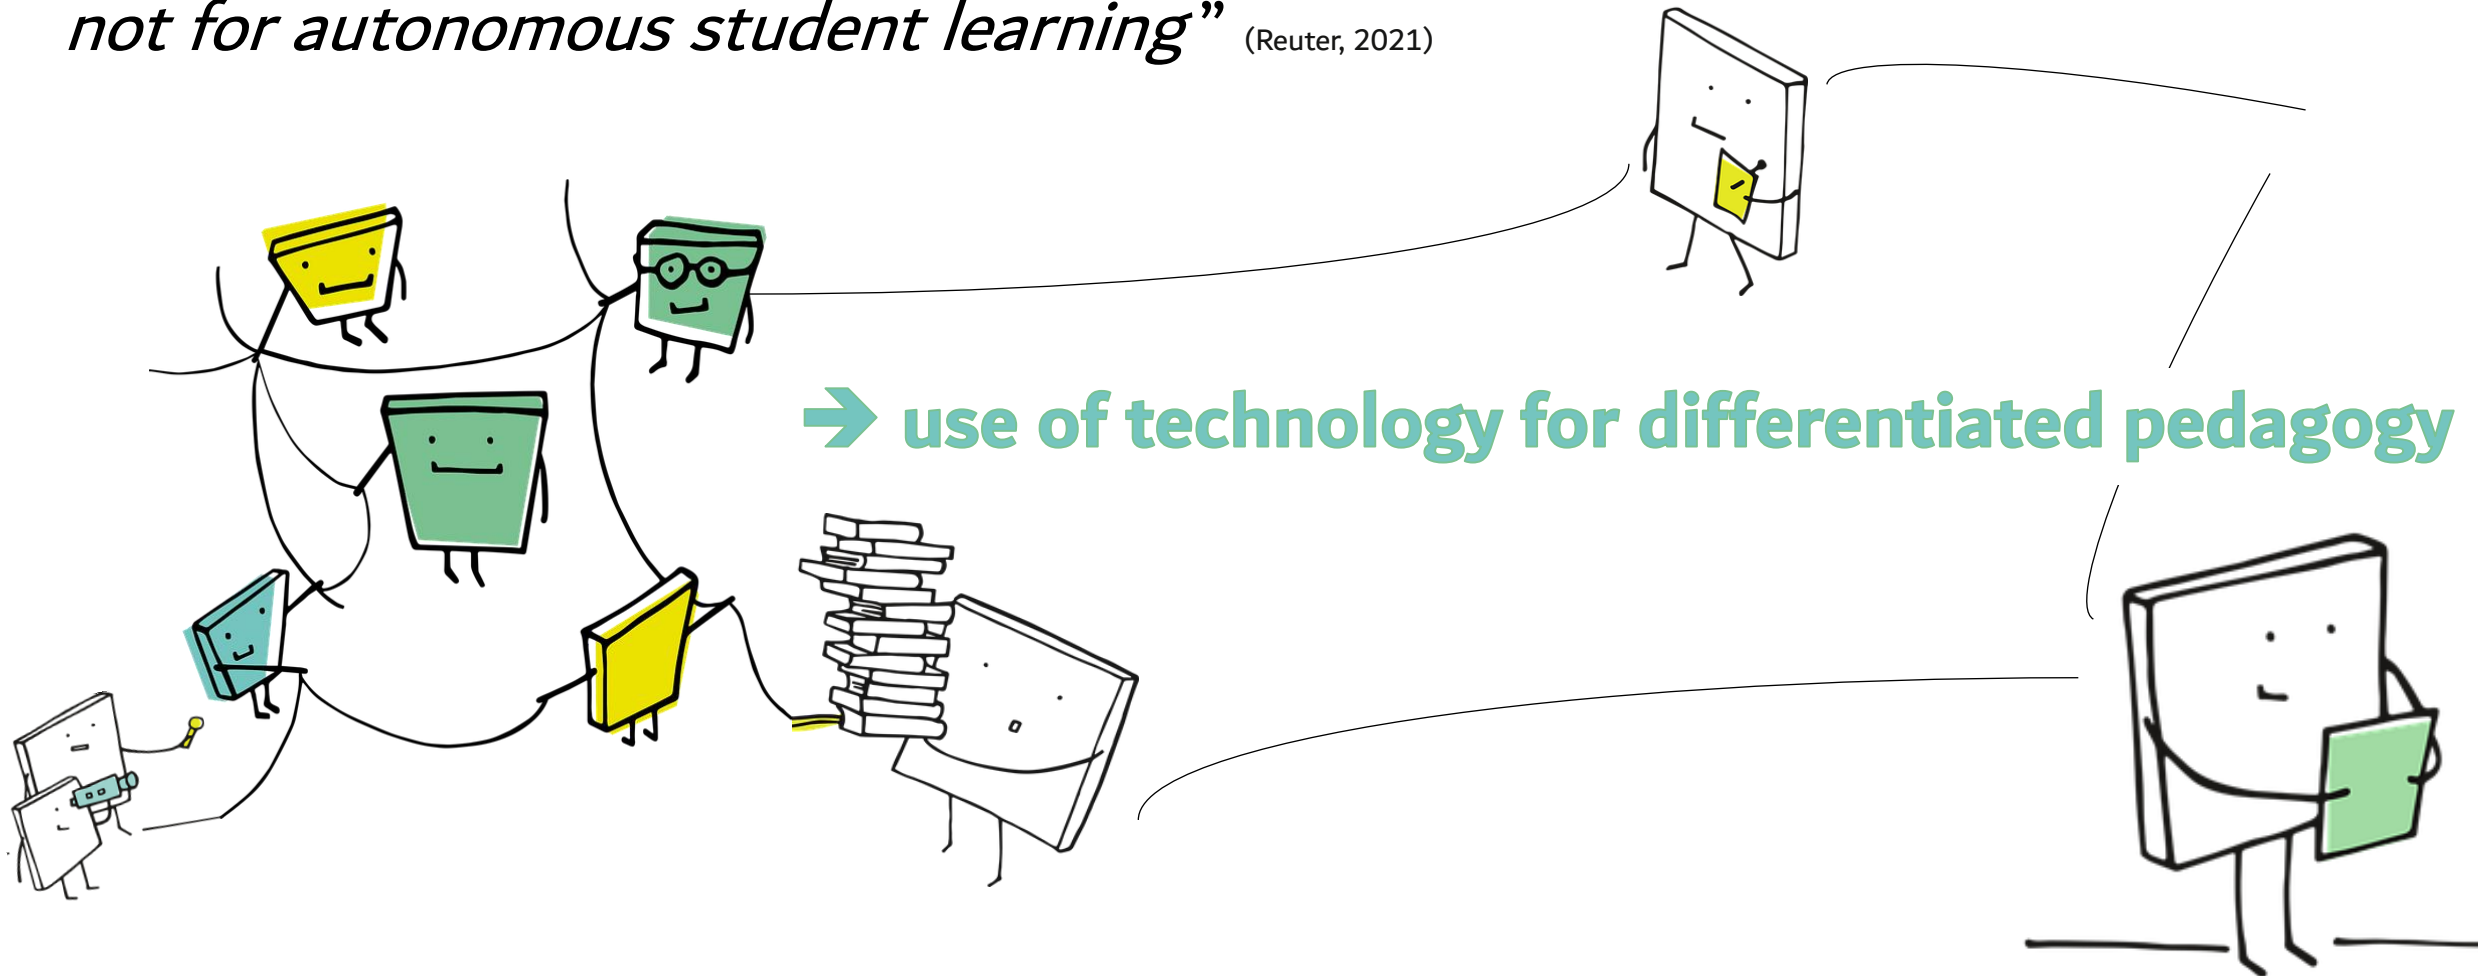 not for autonomous student learning” (Reuter, 2021)
➔ use of technology for differentiated pedagogy